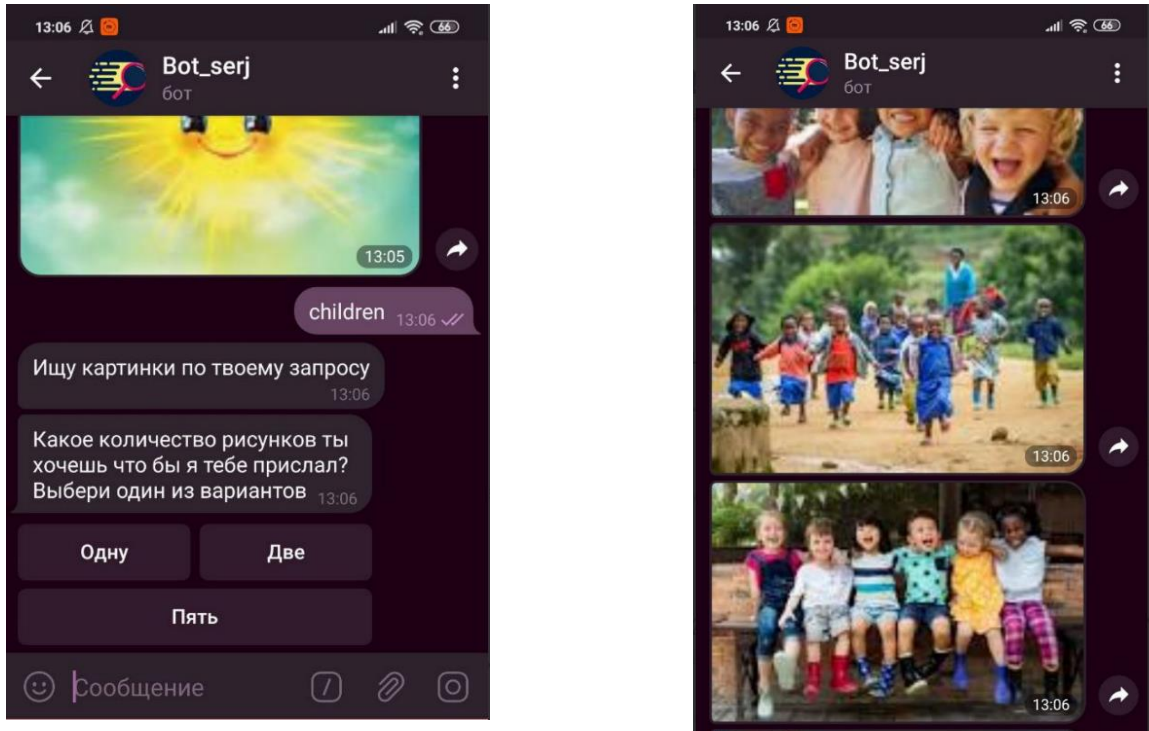 13:06
66
Bot_serj
бот
13:05
children 13:06
Ищу картинки по твоему запросу
13:06
Какое количество рисунков ты
хочешь что бы я тебе прислал?
Выбери один из вариантов 13:06
Одну
Две
Пять
Сообщение
13:06
66
Bot_serj
бот
13:06
13:06
13:06